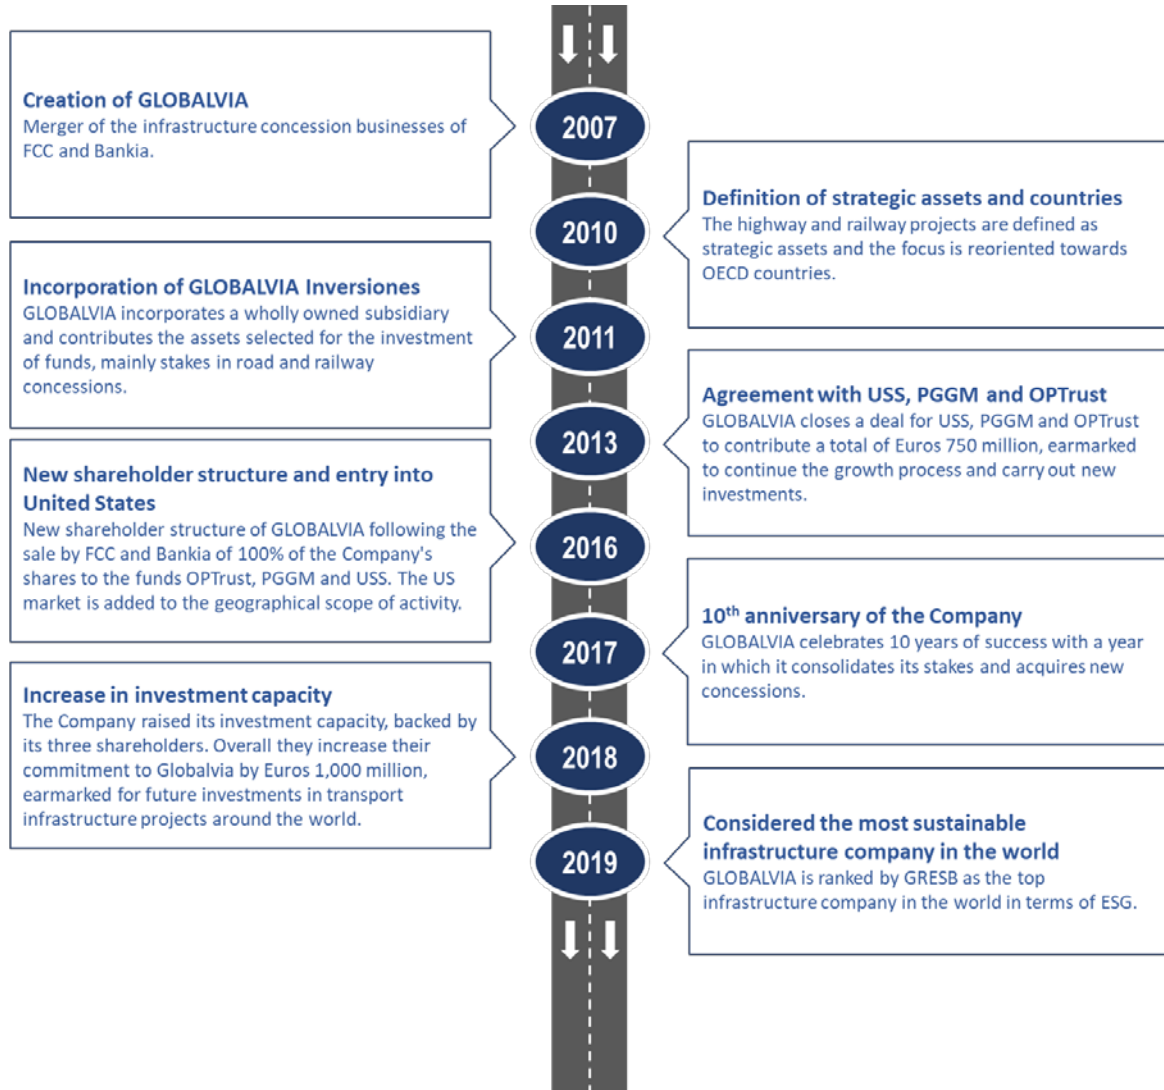 2007
Creation of GLOBALVIA
Merger of the infrastructure concession businesses of
FCC and Bankia.
2010
Definition of strategic assets and countries
The highway and railway projects are defined as
strategic assets and the focus is reoriented towards
OECD countries.
2011
Incorporation of GLOBALVIA Inversiones
GLOBALVIA incorporates a wholly owned subsidiary
and contributes the assets selected for the investment
of funds, mainly stakes in road and railway
concessions.
2013
Agreement with USS, PGGM and OPTrust
GLOBALVIA closes a deal for USS, PGGM and OPTrust
to contribute a total of Euros 750 million, earmarked
to continue the growth process and carry out new
investments.
2016
New shareholder structure and entry into
United States
New shareholder structure of GLOBALVIA following the
sale by FCC and Bankia of 100% of the Company's
shares to the funds OPTrust, PGGM and USS. The US
market is added to the geographical scope of activity.
2017
10th anniversary of the Company
GLOBALVIA celebrates 10 years of success with a year
in which it consolidates its stakes and acquires new
concessions.
2018
Increase in investment capacity
The Company raised its investment capacity, backed by
its three shareholders. Overall they increase their
commitment to Globalvia by Euros 1,000 million,
earmarked for future investments in transport
infrastructure projects around the world.
2019
Considered the most sustainable
infrastructure company in the world
GLOBALVIA is ranked by GRESB as the top
infrastructure company in the world in terms of ESG.